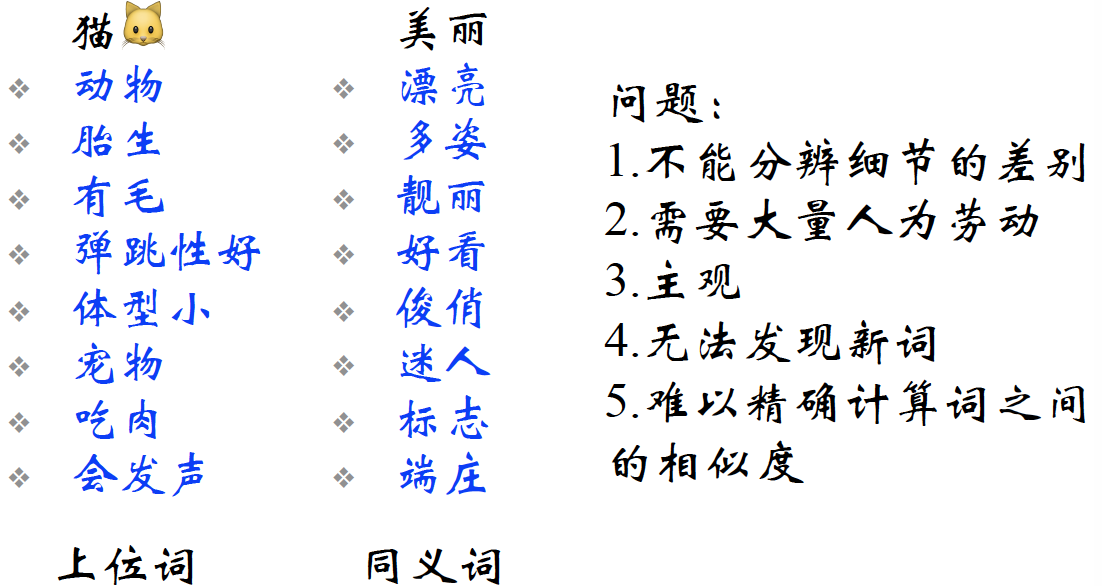 猫🐱
动物
胎生
有毛
弹跳性好
体型小
宠物
吃肉
会发声
上位词
美丽
漂亮
多姿
靓丽
好看
俊俏
迷人
标志
端庄
同义词
问题：
1.不能分辨细节的差别
2.需要大量人为劳动
3.主观
4.无法发现新词
5.难以精确计算词之间
的相似度